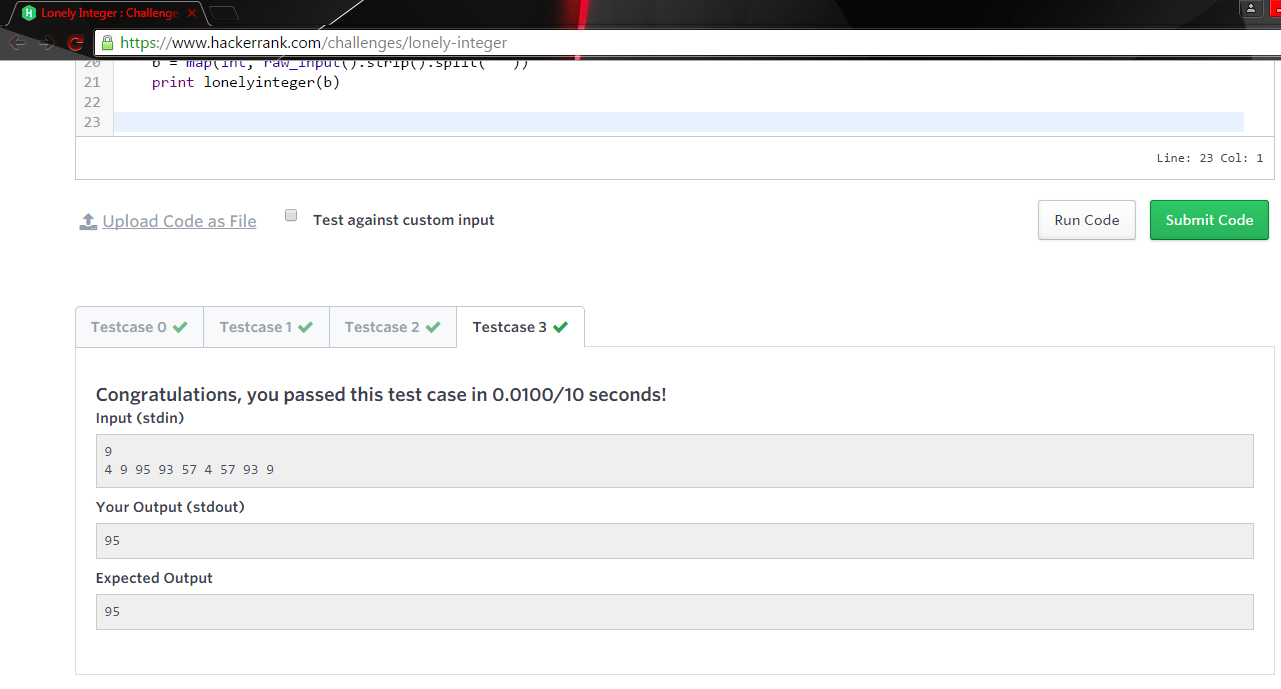 Lonely Integer : Challenge
https://www.hackerrank.com/challenges/lonely-integer
20 b = map(int, raw_input().strip().split(" "))
21 print lonelyinteger(b)
22
23
Line: 23 Col: 1
Upload Code as File Test against custom input Run Code Submit Code
Testcase 0 Testcase 1 Testcase 2 Testcase 3
Congratulations, you passed this test case in 0.0100/10 seconds!
Input (stdin)
9
4 9 95 93 57 4 57 93 9
Your Output (stdout)
95
Expected Output
95